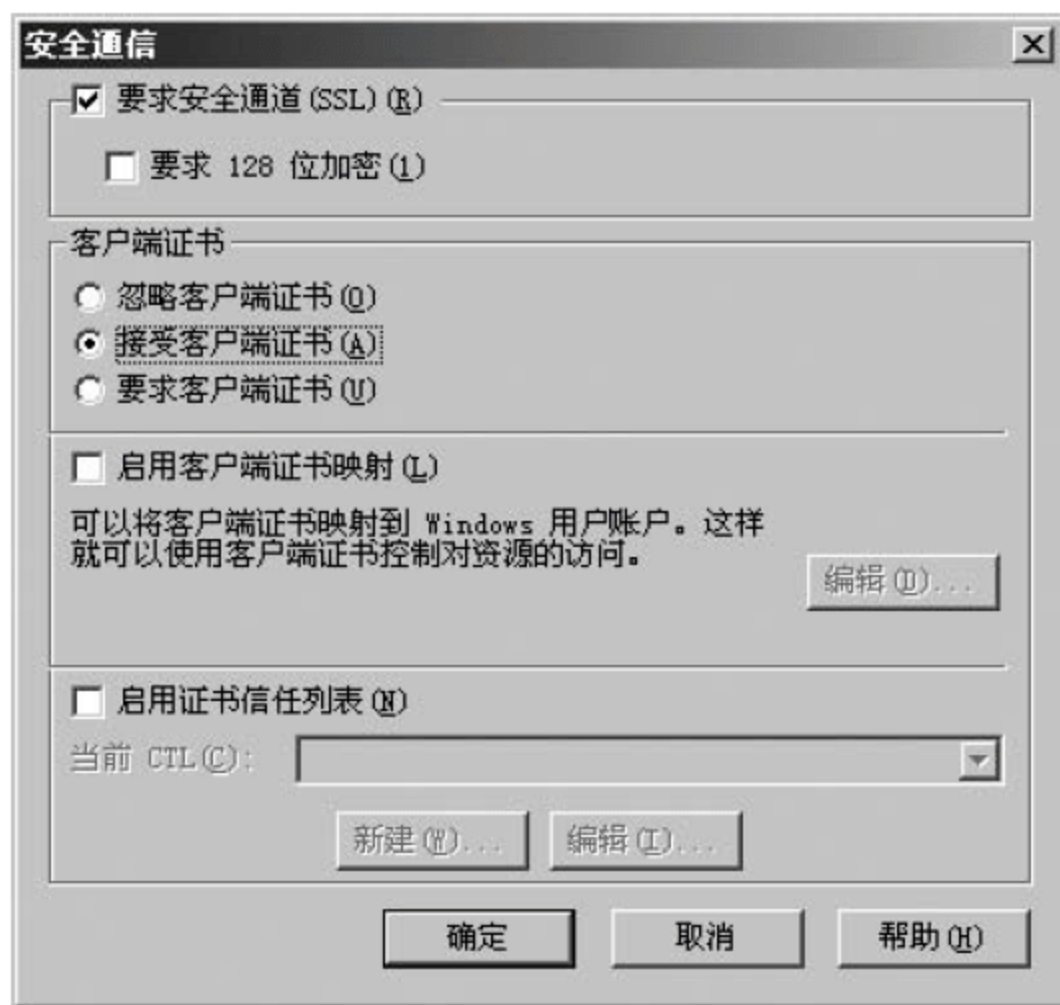 安全通信
要求安全通道(SSL)(R)
要求 128 位加密(1)
客户端证书
忽略客户端证书(O)
接受客户端证书(A)
要求客户端证书(U)
启用客户端证书映射(L)
可以将客户端证书映射到 Windows 用户账户。这样
就可以使用客户端证书控制对资源的访问。
编辑(D)...
启用证书信任列表(N)
当前 CTL(C):
新建(W)... 编辑(I)...
确定 取消 帮助(H)